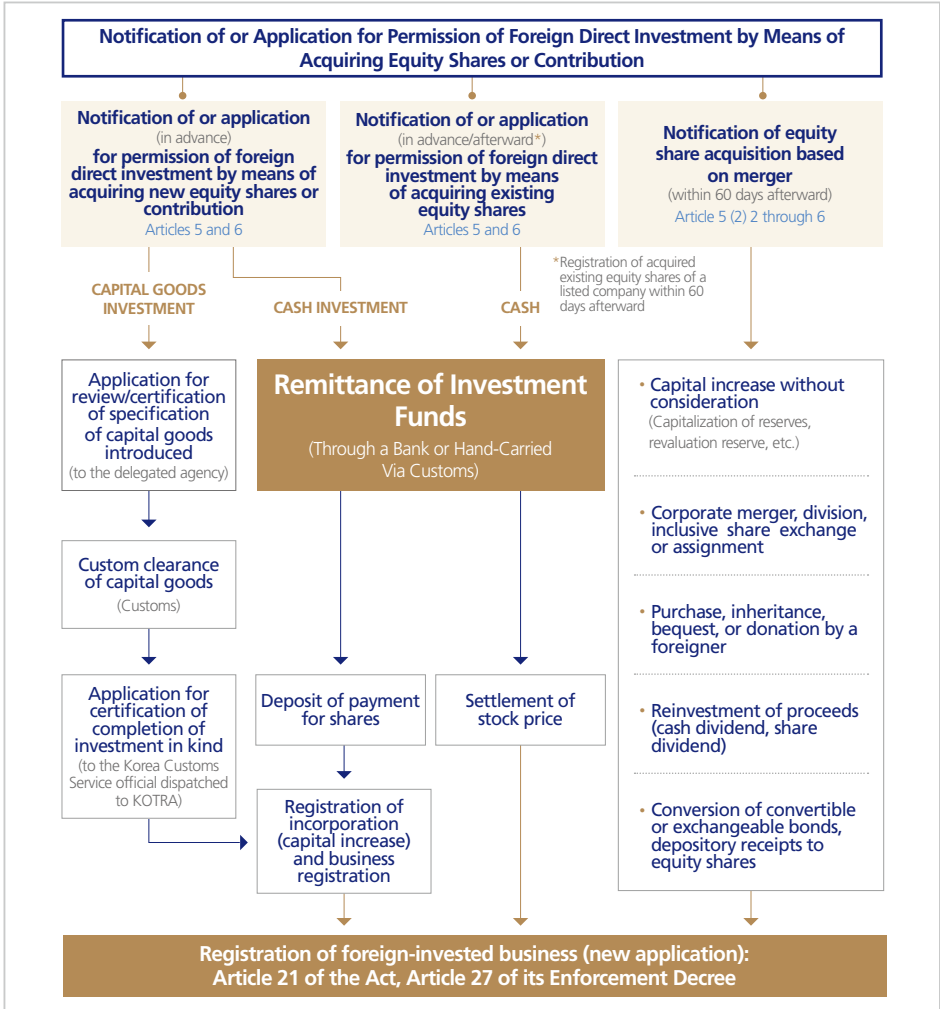 Notification of or Application for Permission of Foreign Direct Investment by Means of
Acquiring Equity Shares or Contribution
Notification of or application
(in advance)
for permission of foreign
direct investment by means of
acquiring new equity shares or
contribution
Articles 5 and 6
Notification of or application
(in advance/afterward*)
for permission of foreign direct
investment by means
of acquiring existing
equity shares
Articles 5 and 6
Notification of equity
share acquisition based
on merger
(within 60 days afterward)
Article 5 (2) 2 through 6
*Registration of acquired
existing equity shares of a
listed company within 60
days afterward
CAPITAL GOODS
INVESTMENT
CASH INVESTMENT
CASH
Application for
review/certification
of specification
of capital goods
introduced
(to the delegated agency)
Custom clearance
of capital goods
(Customs)
Application for
certification of
completion of
investment in kind
(to the Korea Customs
Service official dispatched
to KOTRA)
Remittance of Investment
Funds
(Through a Bank or Hand-Carried
Via Customs)
Deposit of payment
for shares
Settlement of
stock price
Registration of
incorporation
(capital increase)
and business
registration
• Capital increase without
consideration
(Capitalization of reserves,
revaluation reserve, etc.)
• Corporate merger, division,
inclusive share exchange
or assignment
• Purchase, inheritance,
bequest, or donation by a
foreigner
• Reinvestment of proceeds
(cash dividend, share
dividend)
• Conversion of convertible
or exchangeable bonds,
depository receipts to
equity shares
Registration of foreign-invested business (new application):
Article 21 of the Act, Article 27 of its Enforcement Decree